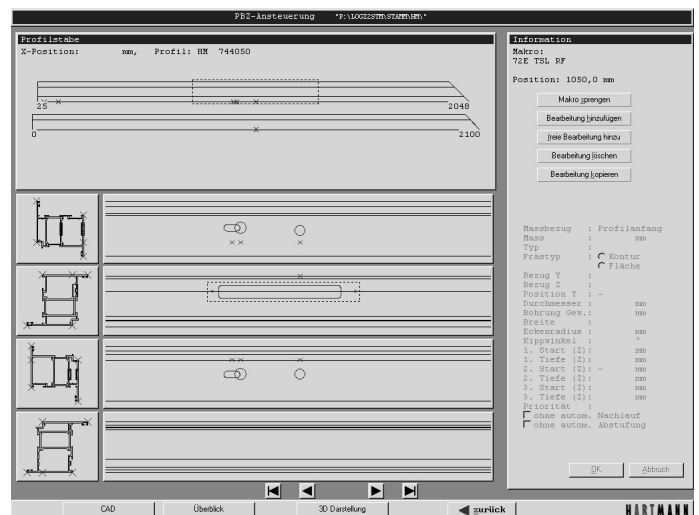 PBZ-Ansteuerung "P:\LOGI2STM\STAMM\HM\"
Profilstäbe
X-Position: mm, Profil: HM 744050
25
2048
0
2100
Information
Makro:
72E TSL RF
Position: 1050,0 mm
Makro sprengen
Bearbeitung hinzufügen
freie Bearbeitung hinzu
Bearbeitung löschen
Bearbeitung kopieren
Massbezug : Profilanfang
Mass : mm
Typ :
Frästyp : Kontur
Fläche
Bezug Y :
Bezug Z :
Position Y : -
Durchmesser : mm
Bohrung Gew.: mm
Breite :
Eckenradius : mm
Kippwinkel : °
1. Start (Z): mm
1. Tiefe (Z): mm
2. Start (Z): - mm
2. Tiefe (Z): mm
3. Start (Z): mm
3. Tiefe (Z): mm
Priorität :
ohne autom. Nachlauf
ohne autom. Abstufung
OK
Abbruch
CAD
Überblick
3D Darstellung
zurück
HARTMANN